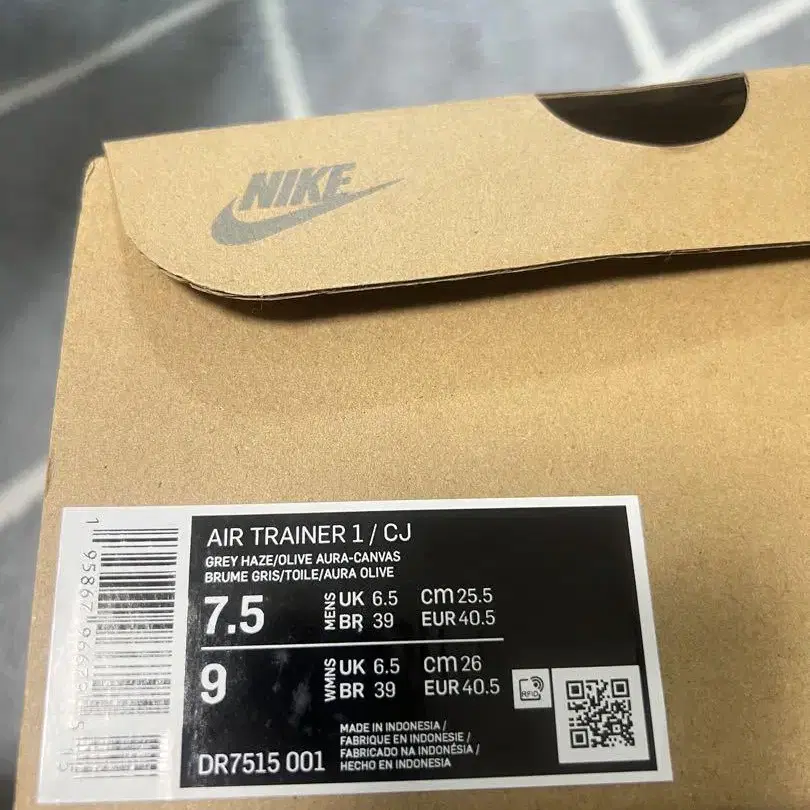 NIKE
AIR TRAINER 1 / CJ
GREY HAZE/OLIVE AURA-CANVAS
BRUME GRIS/TOILE/AURA OLIVE
7.5
MENS
UK 6.5 CM 25.5
BR 39 EUR 40.5
9
WMNS
UK 6.5 CM 26
BR 39 EUR 40.5
RFID
DR7515 001
MADE IN INDONESIA /
FABRIQUE EN INDONESIE /
FABRICADO NA INDONÉSIA /
HECHO EN INDONESIA